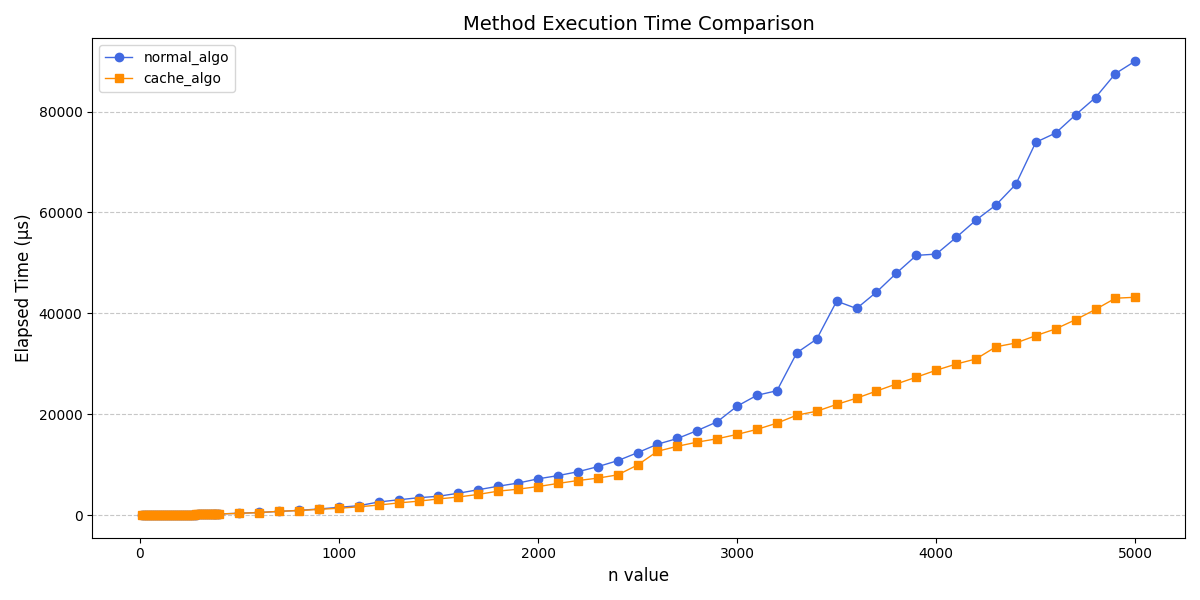 Method Execution Time Comparison
normal_algo
cache_algo
Elapsed Time (µs)
80000
60000
40000
20000
0
0 1000 2000 3000 4000 5000
n value